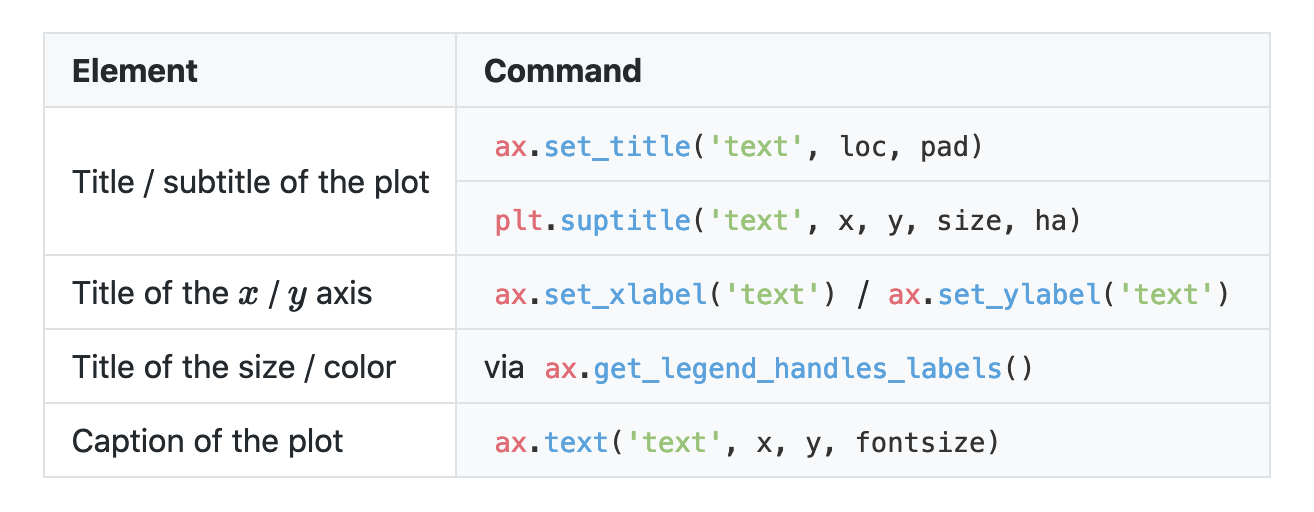 Element Command
Title / subtitle of the plot
ax.set_title('text', loc, pad)
plt.suptitle('text', x, y, size, ha)
Title of the x / y axis ax.set_xlabel('text') / ax.set_ylabel('text')
Title of the size / color via ax.get_legend_handles_labels()
Caption of the plot ax.text('text', x, y, fontsize)